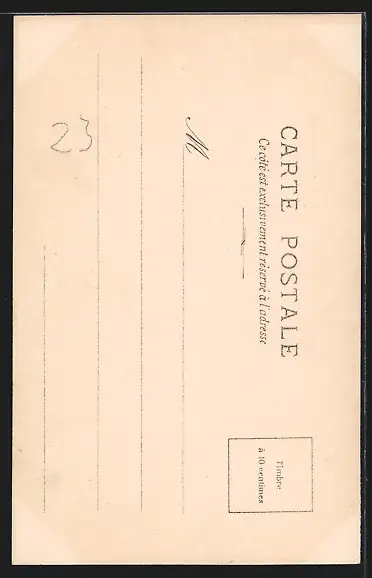 CARTE POSTALE
Ce côté est exclusivement réservé à l'adresse
Timbre
à 10 centimes
M
23